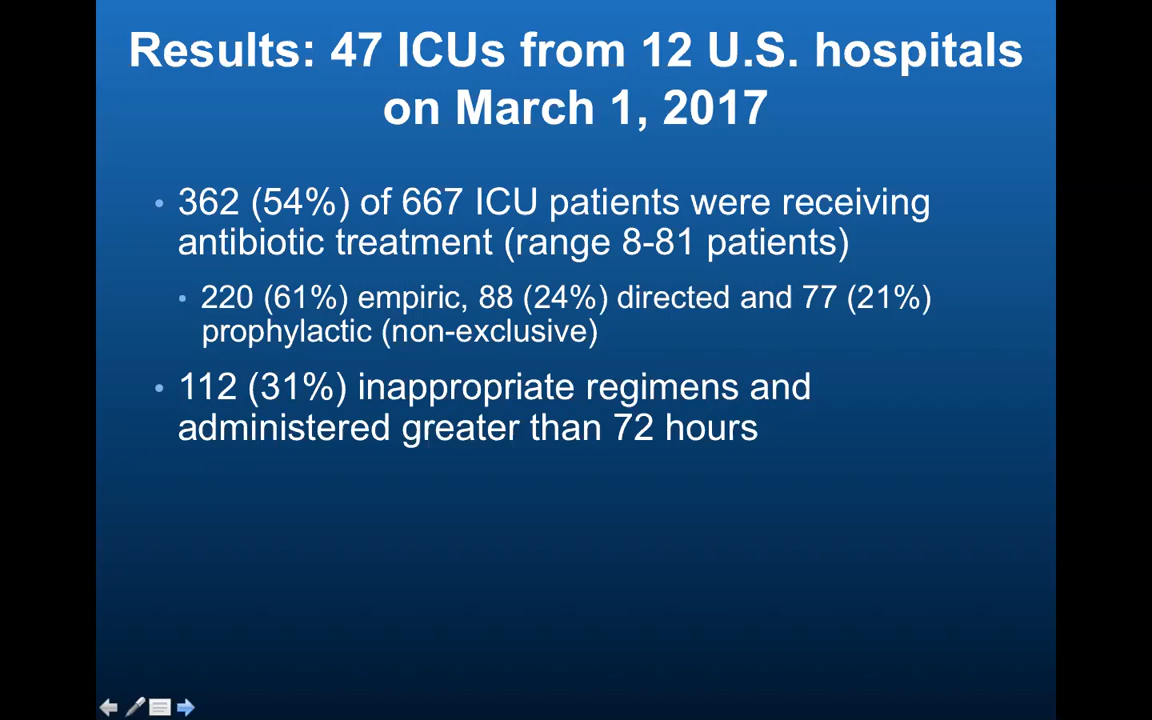 Results: 47 ICUs from 12 U.S. hospitals
on March 1, 2017
• 362 (54%) of 667 ICU patients were receiving
antibiotic treatment (range 8-81 patients)
• 220 (61%) empiric, 88 (24%) directed and 77 (21%)
prophylactic (non-exclusive)
• 112 (31%) inappropriate regimens and
administered greater than 72 hours